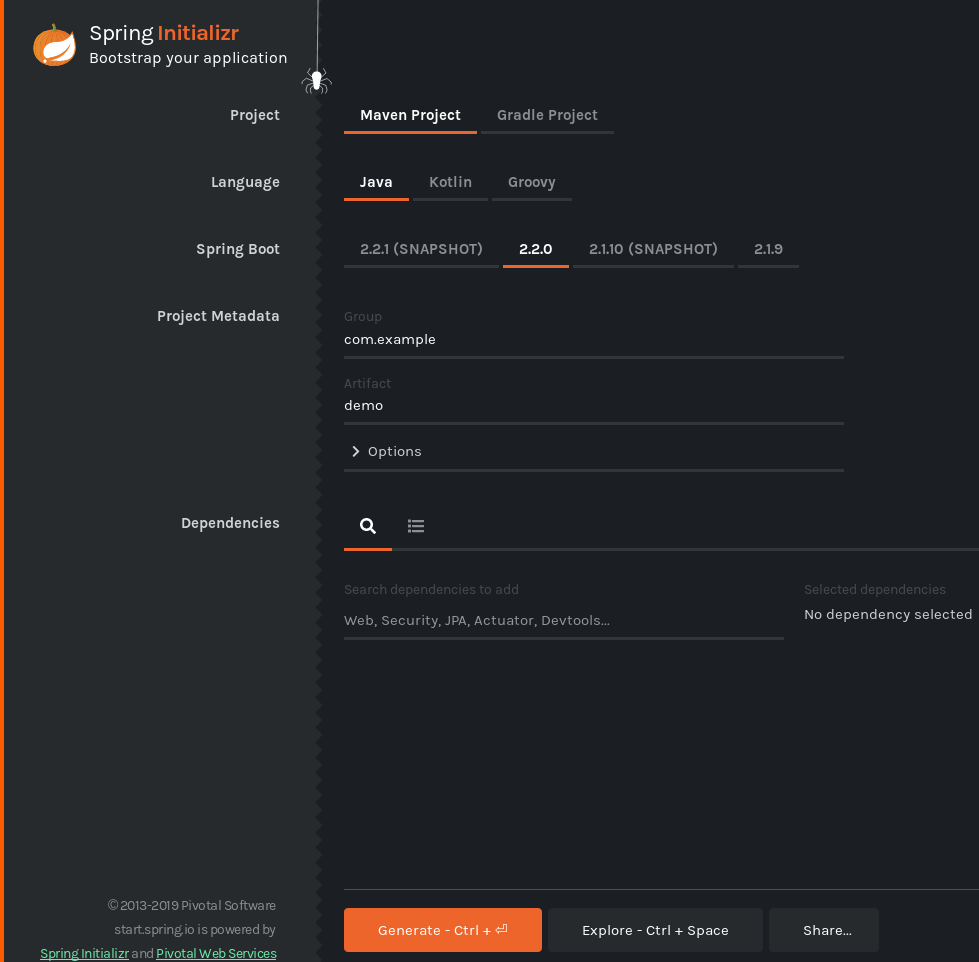 Spring Initializr
Bootstrap your application
Project
Maven Project Gradle Project
Language
Java Kotlin Groovy
Spring Boot
2.2.1 (SNAPSHOT) 2.2.0 2.1.10 (SNAPSHOT) 2.1.9
Project Metadata
Group
com.example
Artifact
demo
Options
Dependencies
Search dependencies to add
Web, Security, JPA, Actuator, Devtools...
Selected dependencies
No dependency selected
© 2013-2019 Pivotal Software
start.spring.io is powered by
Spring Initializr and Pivotal Web Services
Generate - Ctrl + ⏎
Explore - Ctrl + Space
Share...